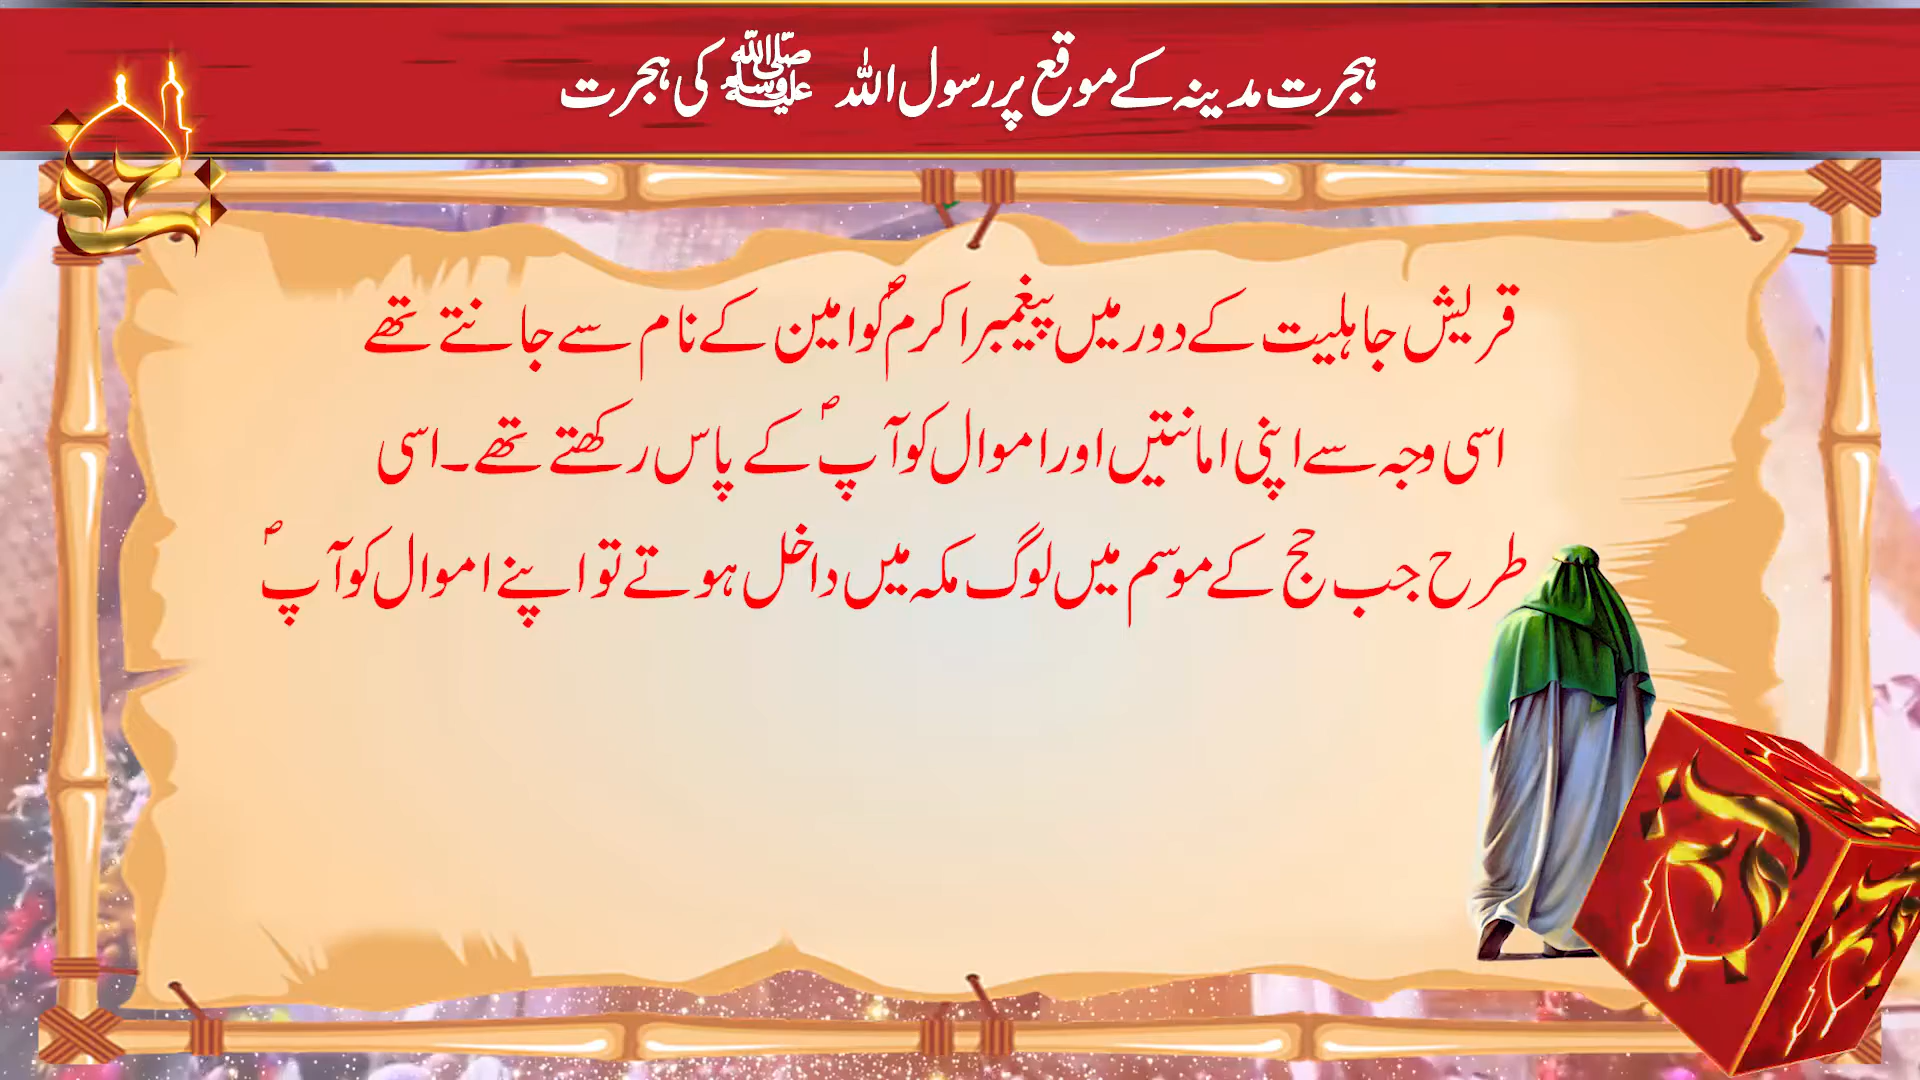 ہجرت مدینہ کے موقع پر رسول اللہ ﷺ کی ہجرت
قریش جاہلیت کے دور میں پیغمبر اکرمؐ کو امین کے نام سے جانتے تھے
اسی وجہ سے اپنی امانتیں اور اموال کو آپؐ کے پاس رکھتے تھے۔ اسی
طرح جب حج کے موسم میں لوگ مکہ میں داخل ہوتے تو اپنے اموال کو آپؐ